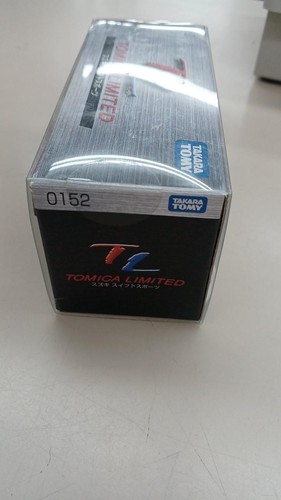 TOMICA LIMITED
TAKARA TOMY
0152
TAKARA TOMY
TL
TOMICA LIMITED
スズキ スイフトスポーツ